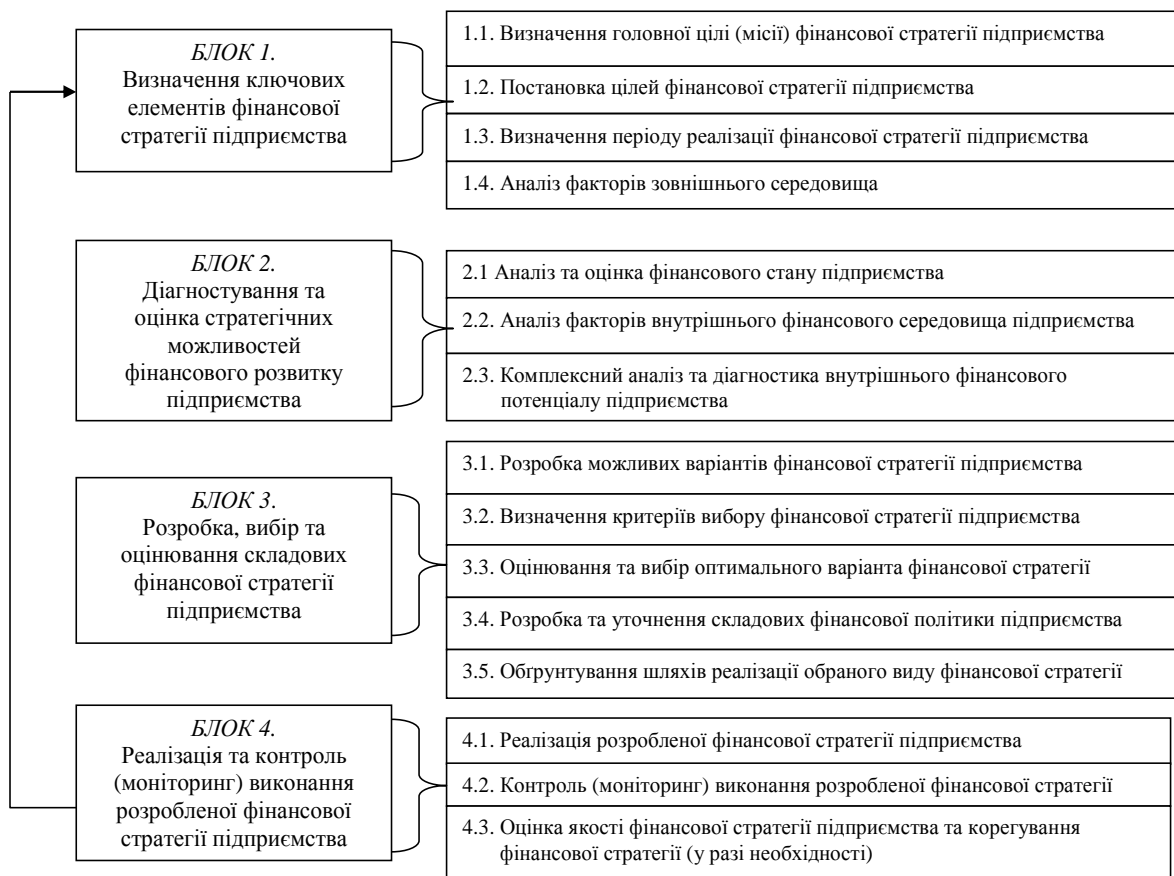 БЛОК 1.
Визначення ключових
елементів фінансової
стратегії підприємства
1.1. Визначення головної цілі (місії) фінансової стратегії підприємства
1.2. Постановка цілей фінансової стратегії підприємства
1.3. Визначення періоду реалізації фінансової стратегії підприємства
1.4. Аналіз факторів зовнішнього середовища
БЛОК 2.
Діагностування та
оцінка стратегічних
можливостей
фінансового розвитку
підприємства
2.1 Аналіз та оцінка фінансового стану підприємства
2.2. Аналіз факторів внутрішнього фінансового середовища підприємства
2.3. Комплексний аналіз та діагностика внутрішнього фінансового
потенціалу підприємства
БЛОК 3.
Розробка, вибір та
оцінювання складових
фінансової стратегії
підприємства
3.1. Розробка можливих варіантів фінансової стратегії підприємства
3.2. Визначення критеріїв вибору фінансової стратегії підприємства
3.3. Оцінювання та вибір оптимального варіанта фінансової стратегії
3.4. Розробка та уточнення складових фінансової політики підприємства
3.5. Обґрунтування шляхів реалізації обраного виду фінансової стратегії
БЛОК 4.
Реалізація та контроль
(моніторинг) виконання
розробленої фінансової
стратегії підприємства
4.1. Реалізація розробленої фінансової стратегії підприємства
4.2. Контроль (моніторинг) виконання розробленої фінансової стратегії
4.3. Оцінка якості фінансової стратегії підприємства та корегування
фінансової стратегії (у разі необхідності)